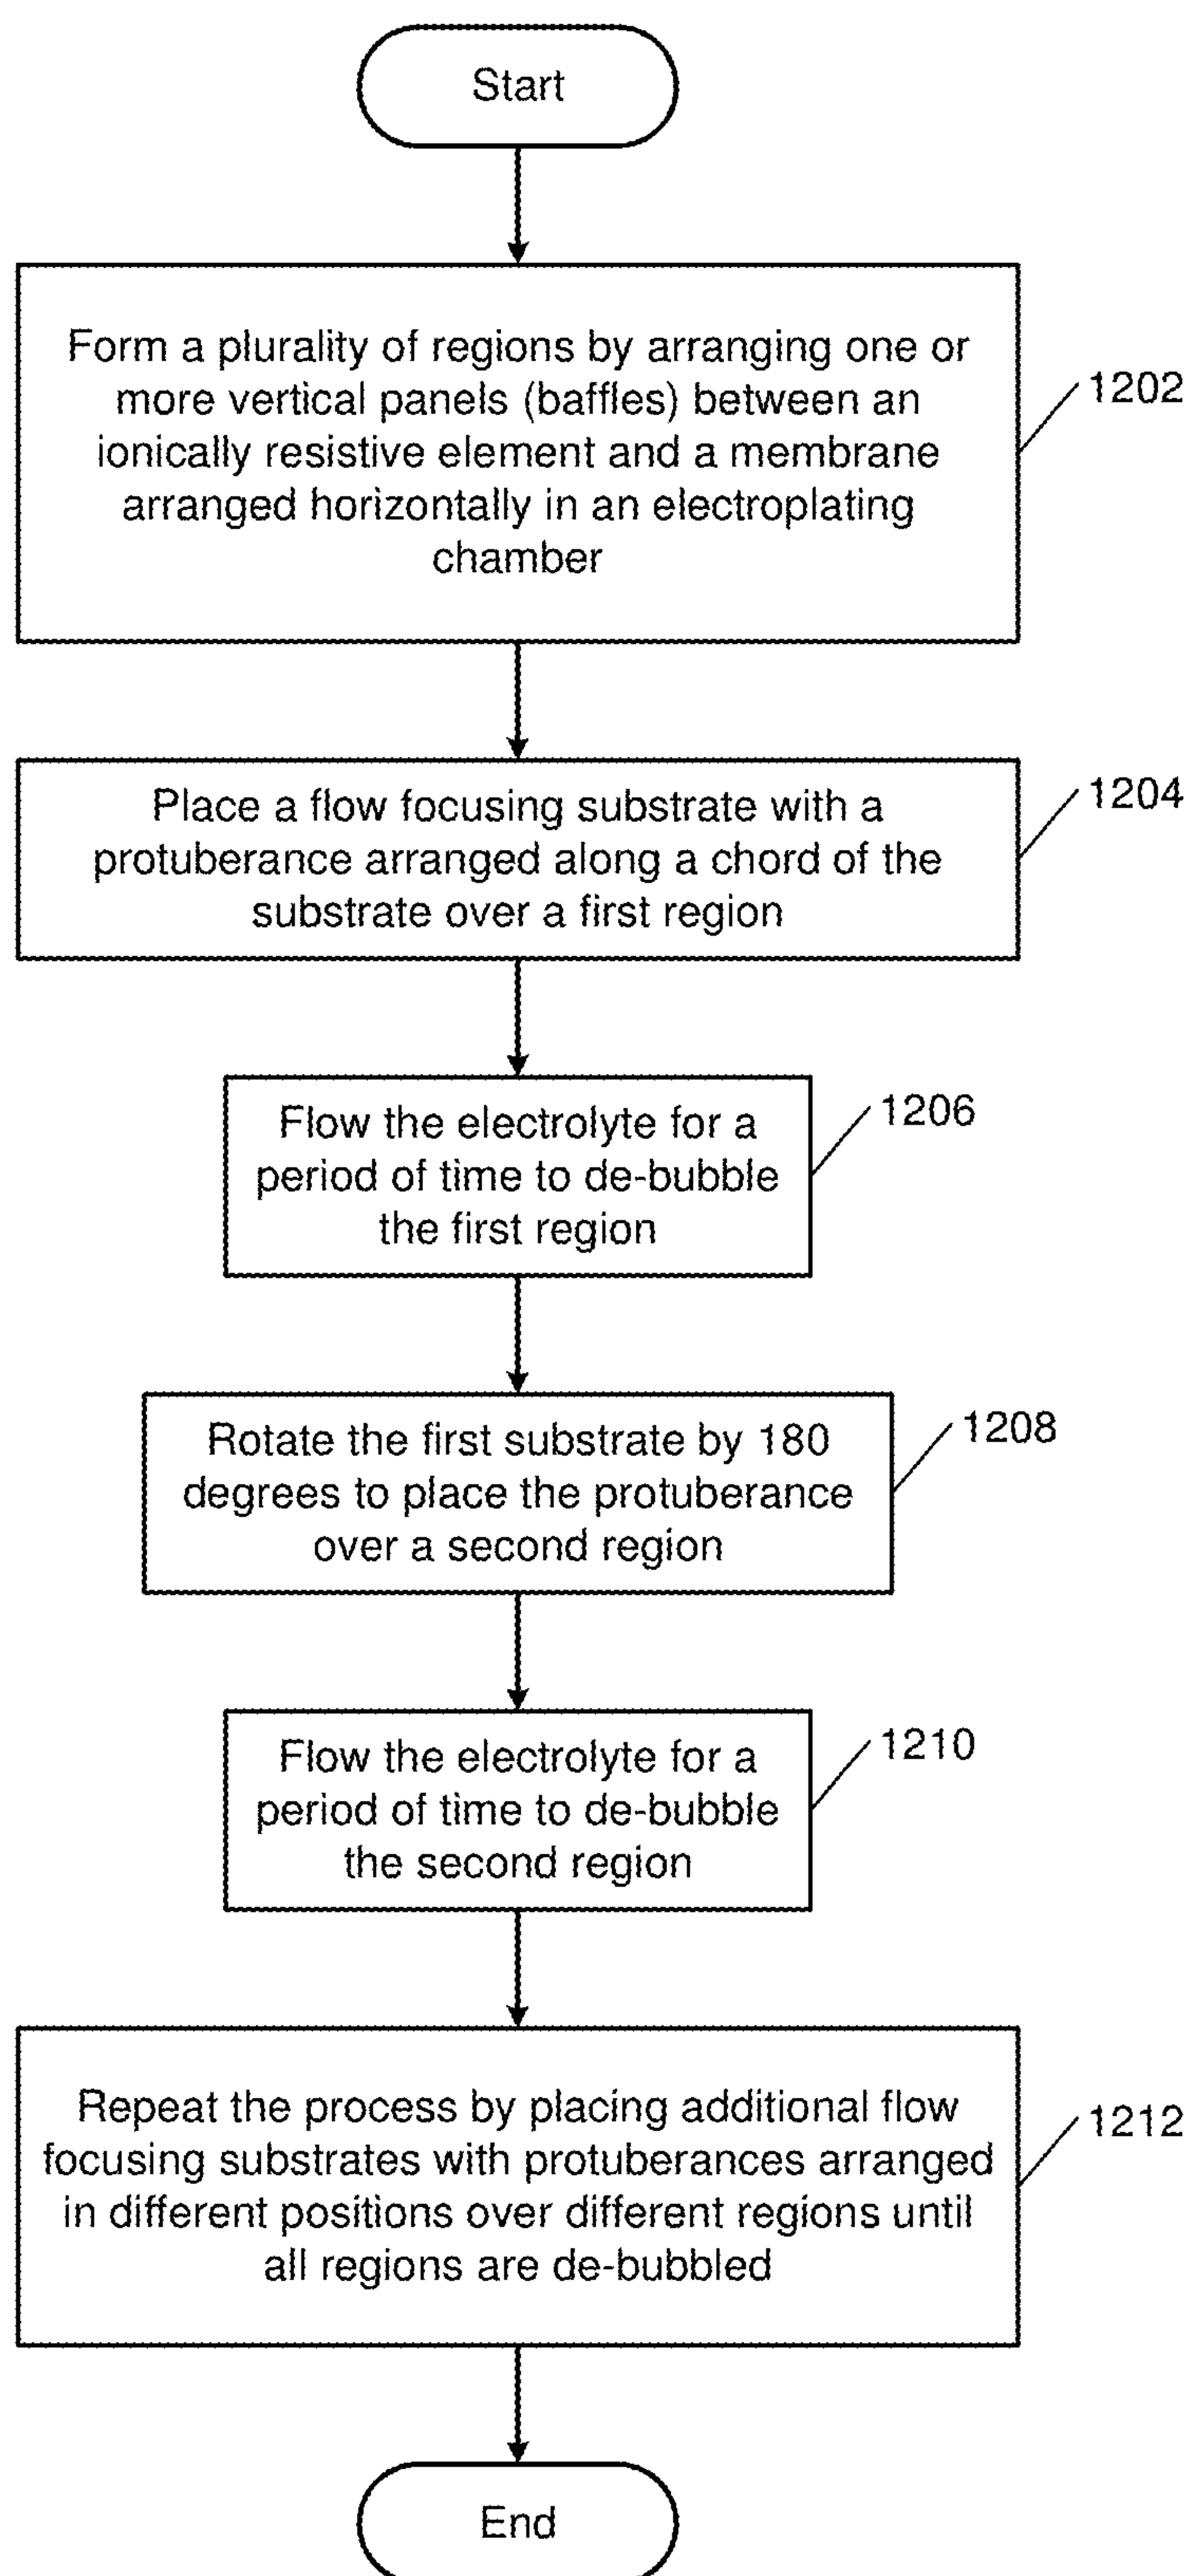 Start
Form a plurality of regions by arranging one or
more vertical panels (baffles) between an
ionically resistive element and a membrane
arranged horizontally in an electroplating
chamber
1202
Place a flow focusing substrate with a
protuberance arranged along a chord of the
substrate over a first region
1204
Flow the electrolyte for a
period of time to de-bubble
the first region
1206
Rotate the first substrate by 180
degrees to place the protuberance
over a second region
1208
Flow the electrolyte for a
period of time to de-bubble
the second region
1210
Repeat the process by placing additional flow
focusing substrates with protuberances arranged
in different positions over different regions until
all regions are de-bubbled
1212
End